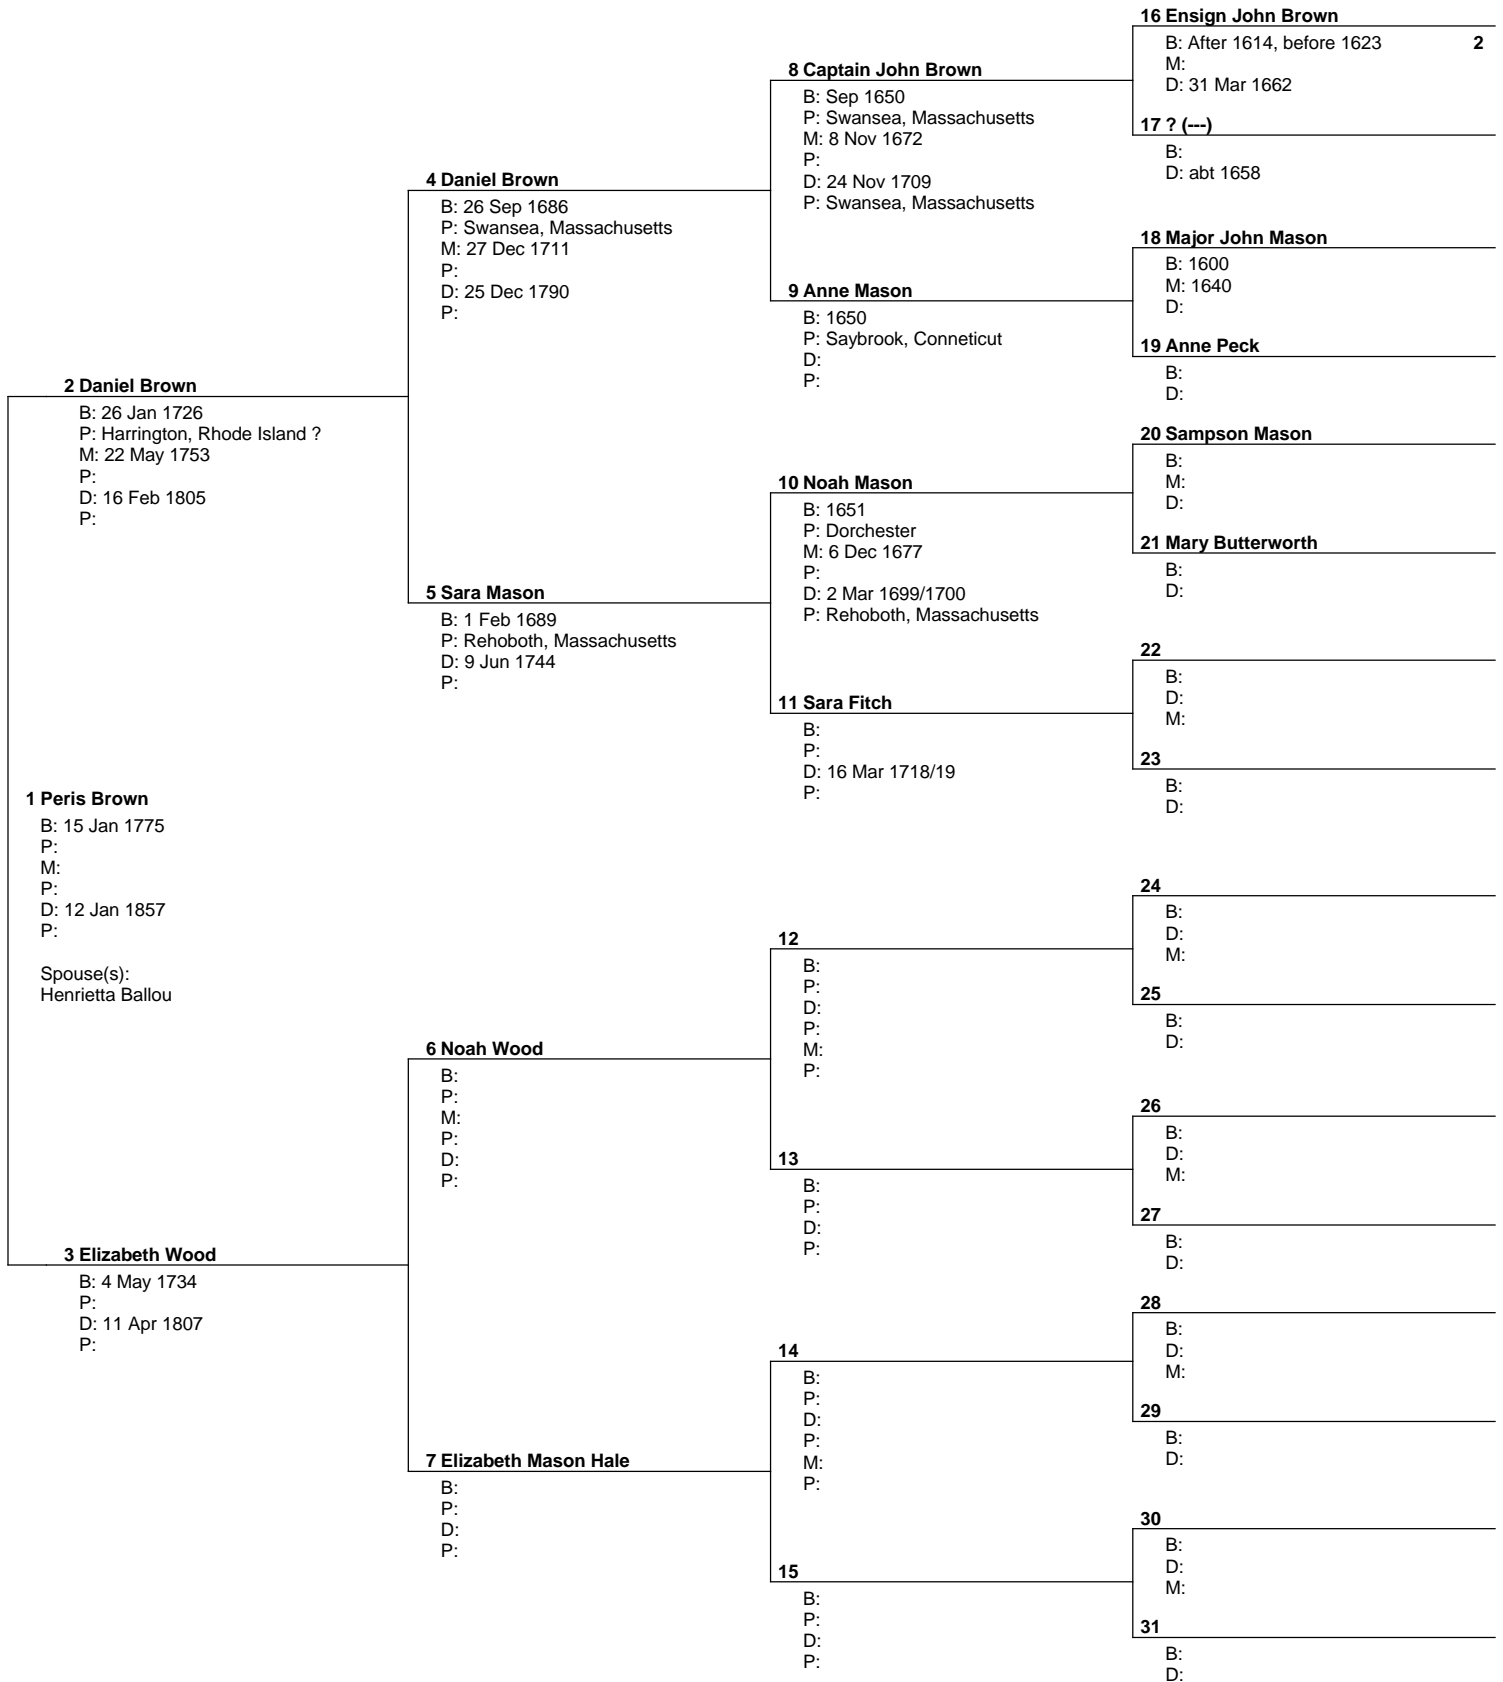 16 Ensign John Brown
B: After 1614, before 1623 2
M:
D: 31 Mar 1662
8 Captain John Brown
B: Sep 1650
P: Swansea, Massachusetts
M: 8 Nov 1672
P:
D: 24 Nov 1709
P: Swansea, Massachusetts
17 ? (---)
B:
D: abt 1658
4 Daniel Brown
B: 26 Sep 1686
P: Swansea, Massachusetts
M: 27 Dec 1711
P:
D: 25 Dec 1790
P:
18 Major John Mason
B: 1600
M: 1640
D:
9 Anne Mason
B: 1650
P: Saybrook, Conneticut
D:
P:
19 Anne Peck
B:
D:
2 Daniel Brown
B: 26 Jan 1726
P: Harrington, Rhode Island ?
M: 22 May 1753
P:
D: 16 Feb 1805
P:
20 Sampson Mason
B:
M:
D:
10 Noah Mason
B: 1651
P: Dorchester
M: 6 Dec 1677
P:
D: 2 Mar 1699/1700
P: Rehoboth, Massachusetts
21 Mary Butterworth
B:
D:
5 Sara Mason
B: 1 Feb 1689
P: Rehoboth, Massachusetts
D: 9 Jun 1744
P:
22
B:
D:
M:
11 Sara Fitch
B:
P:
D: 16 Mar 1718/19
P:
23
B:
D:
1 Peris Brown
B: 15 Jan 1775
P:
M:
P:
D: 12 Jan 1857
P:
Spouse(s):
Henrietta Ballou
24
B:
D:
M:
12
B:
P:
D:
P:
M:
P:
25
B:
D:
6 Noah Wood
B:
P:
M:
P:
D:
P:
26
B:
D:
M:
13
B:
P:
D:
P:
27
B:
D:
3 Elizabeth Wood
B: 4 May 1734
P:
D: 11 Apr 1807
P:
28
B:
D:
M:
14
B:
P:
D:
P:
M:
P:
29
B:
D:
7 Elizabeth Mason Hale
B:
P:
D:
P:
30
B:
D:
M:
15
B:
P:
D:
P:
31
B:
D: